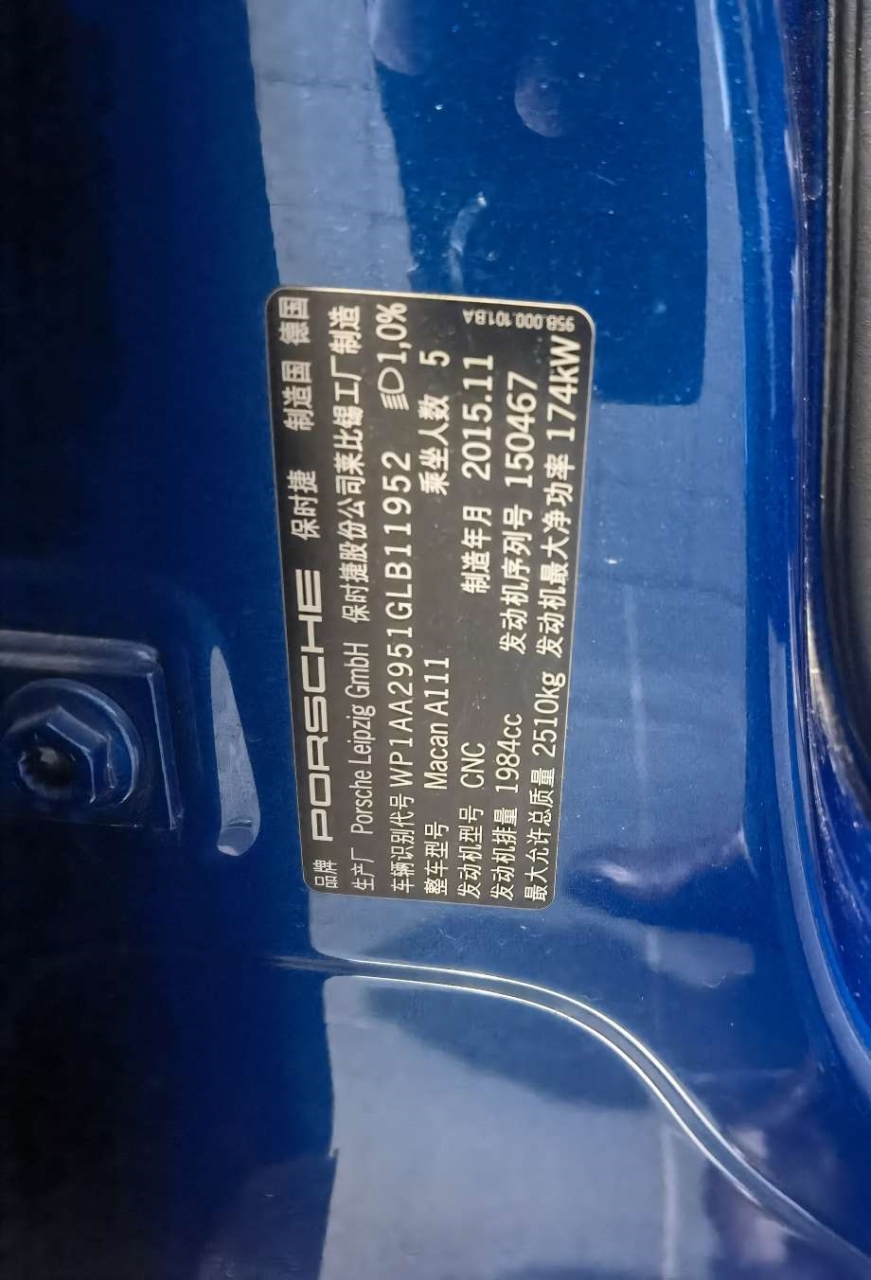 品牌 PORSCHE 保时捷 制造国 德国
生产厂 Porsche Leipzig GmbH 保时捷股份公司莱比锡工厂制造
车辆识别代号 WP1AA2951GLB11952 1,0%
整车型号 Macan A111 乘坐人数 5
发动机型号 CNC 制造年月 2015.11
发动机排量 1984cc 发动机序列号 150467
最大允许总质量 2510kg 发动机最大净功率 174kW
95B.000.101.BA